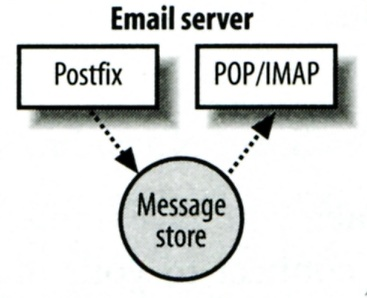 Email server
Postfix
POP/IMAP
Message
store